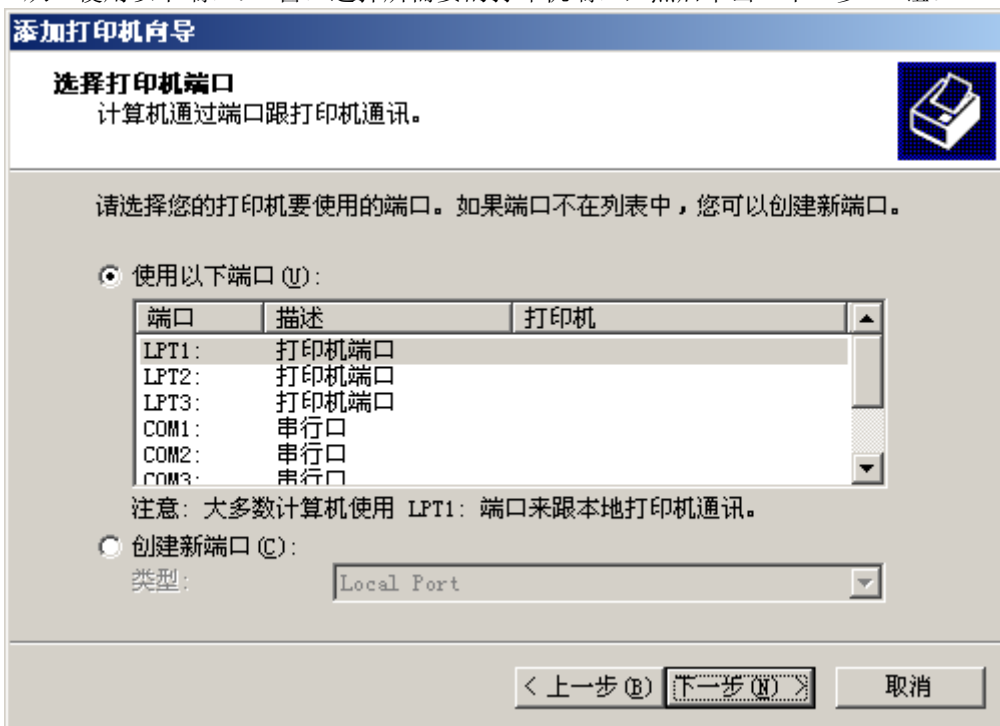 添加打印机向导
选择打印机端口
计算机通过端口跟打印机通讯。
请选择您的打印机要使用的端口。如果端口不在列表中，您可以创建新端口。
使用以下端口(U):
端口 描述 打印机
LPT1: 打印机端口
LPT2: 打印机端口
LPT3: 打印机端口
COM1: 串行口
COM2: 串行口
COM3: 串行口
注意: 大多数计算机使用 LPT1: 端口来跟本地打印机通讯。
创建新端口(C):
类型: Local Port
< 上一步(B) 下一步(N) > 取消